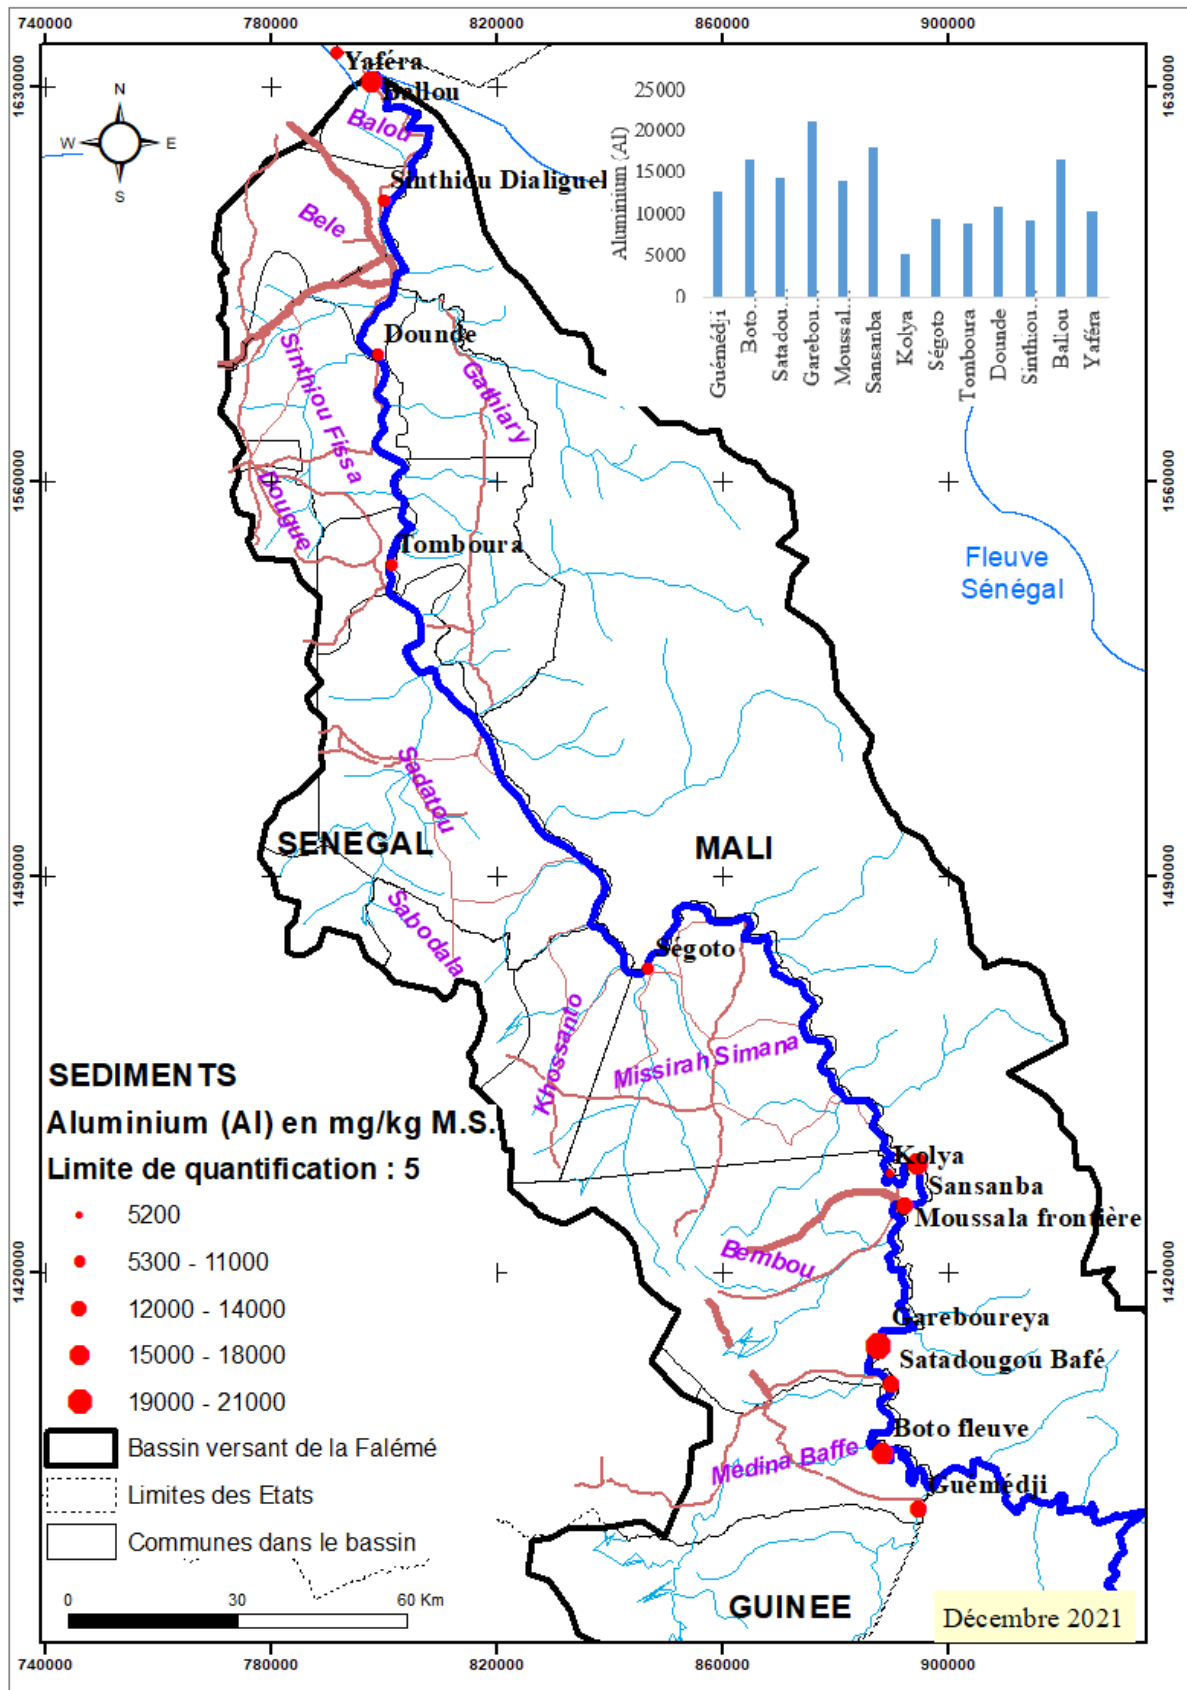 740000 780000 820000 860000 900000
1630000
1630000
1560000
1560000
1490000
1490000
1420000
1420000
N
W E
S
Yaféra
Ballou
Balou
Sinthiou Dialiguel
Bele
Dounde
Sinthiou Fissa
Gathiary
Dougue
Tomboura
Sadatou
SENEGAL
MALI
Sabodala
Ségoto
Khossanto
Missirah Simana
Kolya
Sansanba
Moussala frontière
Bembou
Gareboureya
Satadougou Bafé
Boto fleuve
Médina Baffe
Guémédji
GUINEE
Fleuve
Sénégal
Aluminium (Al)
25000
20000
15000
10000
5000
0
Guémédji
Boto…
Satadou…
Garebou…
Moussal…
Sansanba
Kolya
Ségoto
Tomboura
Dounde
Sinthiou…
Ballou
Yaféra
SEDIMENTS
Aluminium (Al) en mg/kg M.S.
Limite de quantification : 5
5200
5300 - 11000
12000 - 14000
15000 - 18000
19000 - 21000
Bassin versant de la Falémé
Limites des Etats
Communes dans le bassin
0 30 60 Km
Décembre 2021
740000 780000 820000 860000 900000